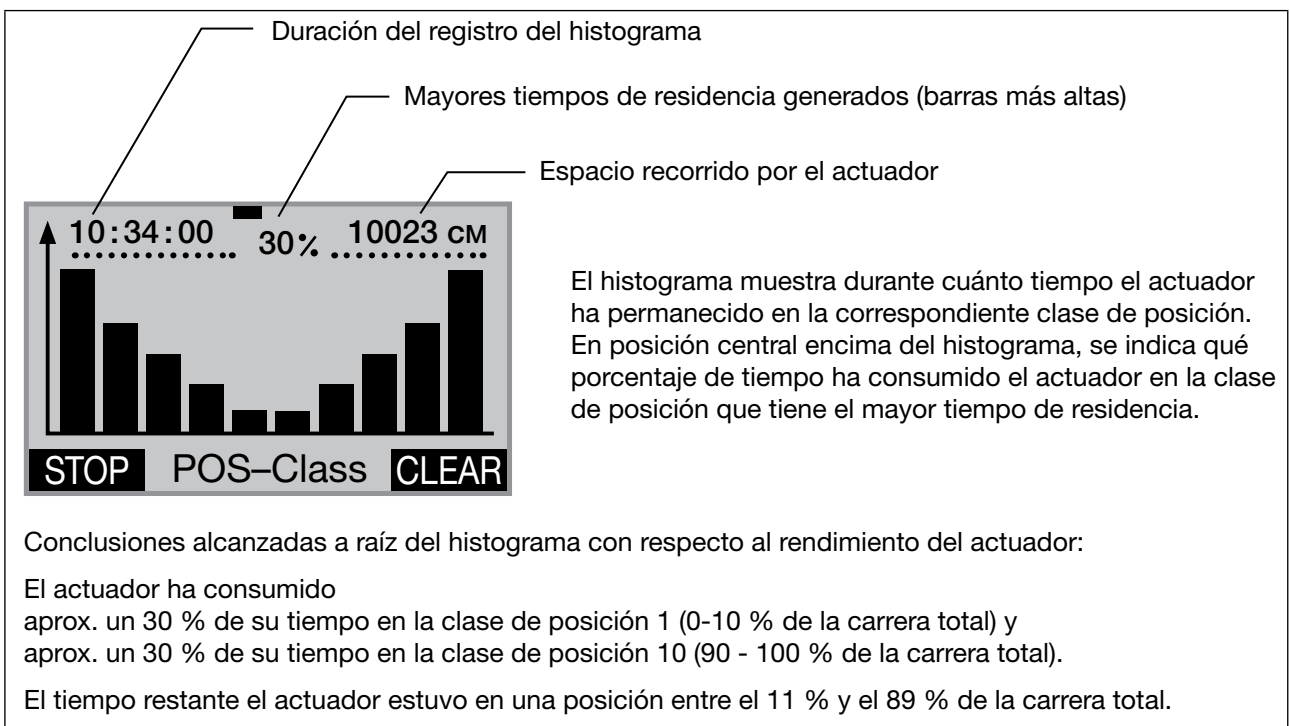 Duración del registro del histograma
Mayores tiempos de residencia generados (barras más altas)
Espacio recorrido por el actuador
10:34:00 30% 10023 CM
El histograma muestra durante cuánto tiempo el actuador
ha permanecido en la correspondiente clase de posición.
En posición central encima del histograma, se indica qué
porcentaje de tiempo ha consumido el actuador en la clase
de posición que tiene el mayor tiempo de residencia.
STOP POS–Class CLEAR
Conclusiones alcanzadas a raíz del histograma con respecto al rendimiento del actuador:
El actuador ha consumido
aprox. un 30 % de su tiempo en la clase de posición 1 (0-10 % de la carrera total) y
aprox. un 30 % de su tiempo en la clase de posición 10 (90 - 100 % de la carrera total).
El tiempo restante el actuador estuvo en una posición entre el 11 % y el 89 % de la carrera total.